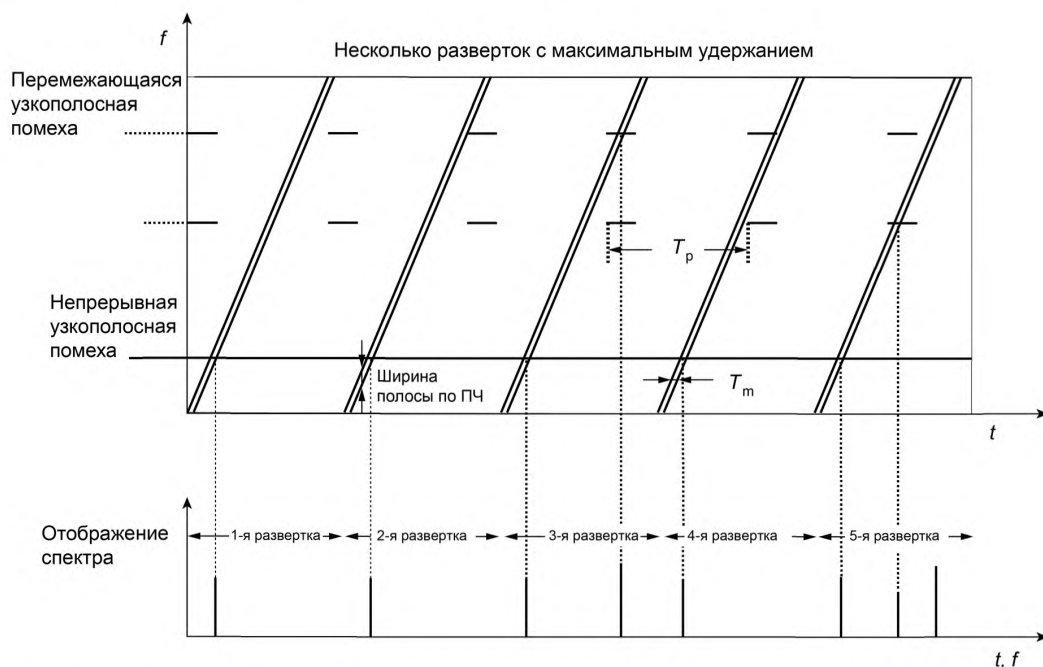 f
Несколько разверток с максимальным удержанием
Перемежающаяся
узкополосная
помеха
T p
Непрерывная
узкополосная
помеха
Ширина
полосы по ПЧ
T m
t
Отображение
спектра
1-я развертка
2-я развертка
3-я развертка
4-я развертка
5-я развертка
t, f